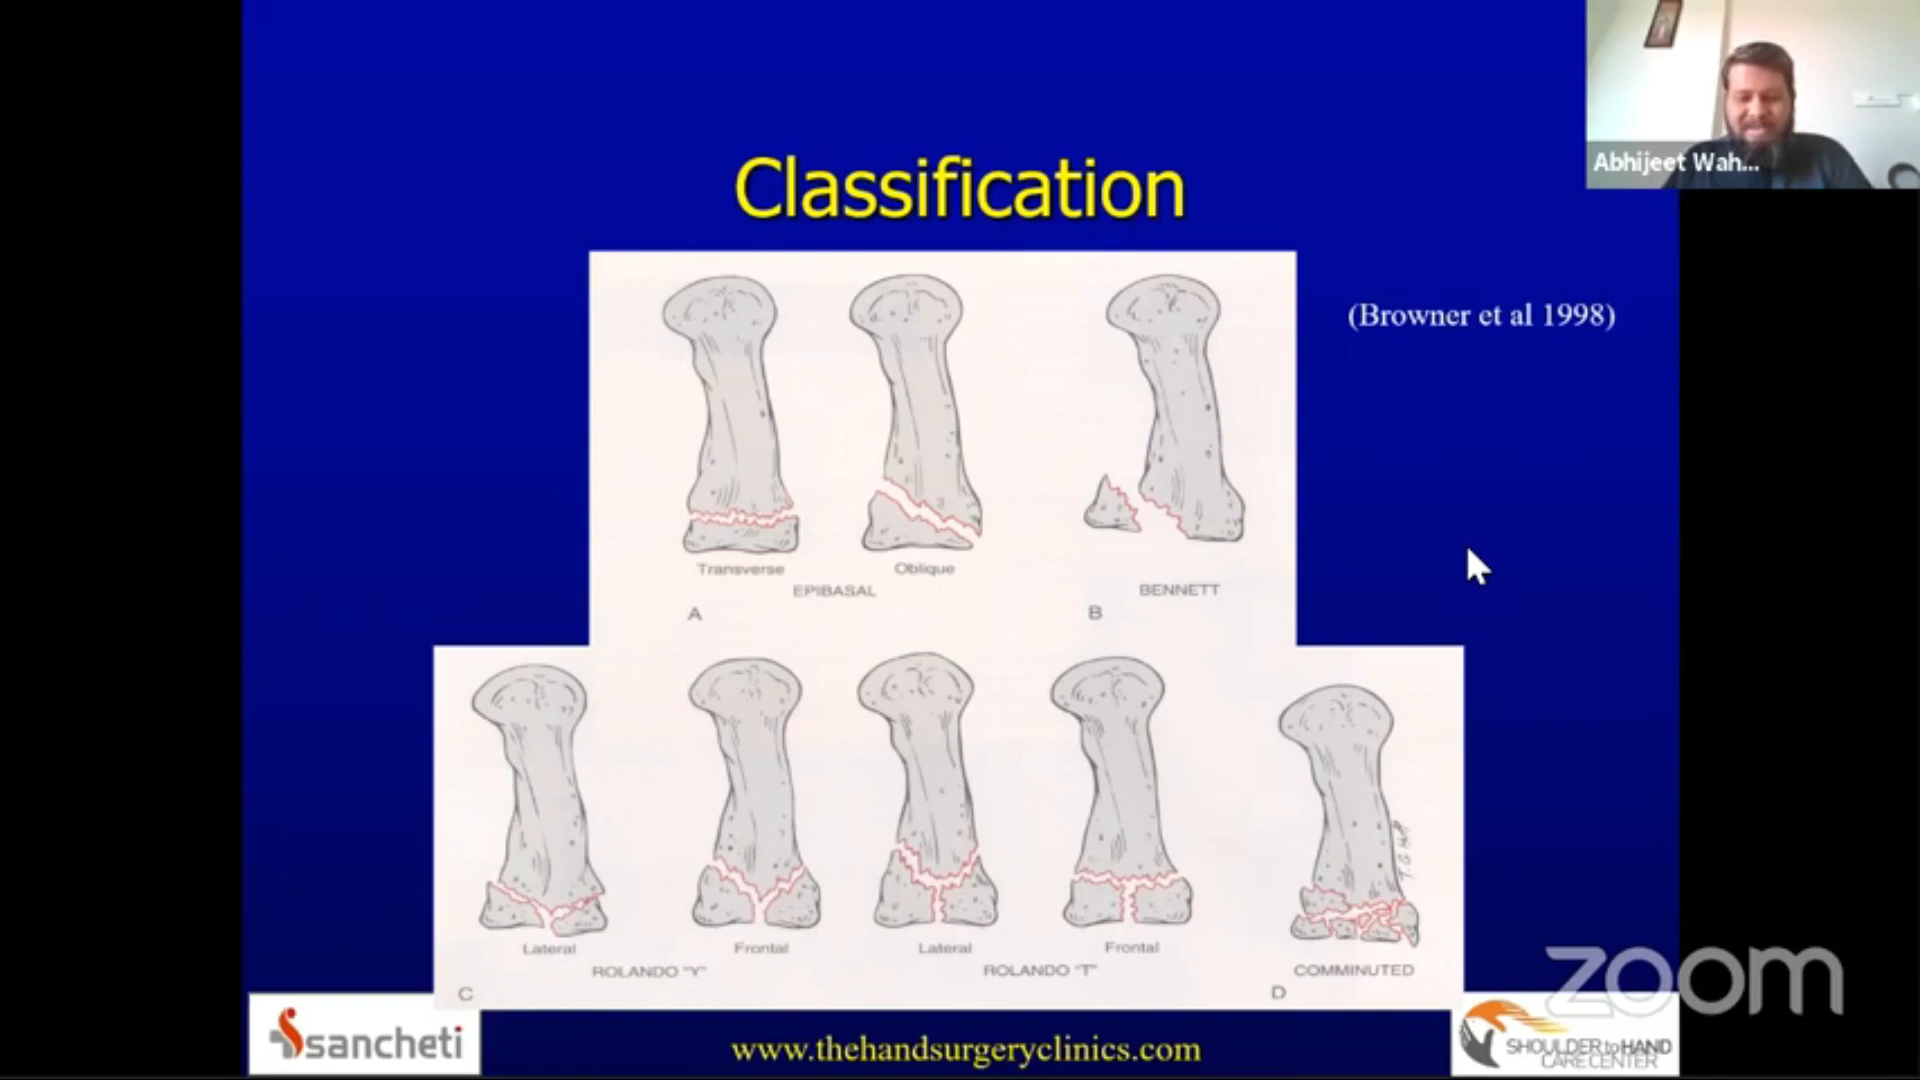 Abhijeet Wah...
Classification
(Browner et al 1998)
Transverse
Oblique
EPIBASAL
BENNETT
A
B
Lateral
Frontal
Lateral
Frontal
ROLANDO "Y"
ROLANDO "T"
COMMINUTED
C
D
zoom
sancheti
www.thehandsurgeryclinics.com
SHOULDER to HAND
CARE CENTER